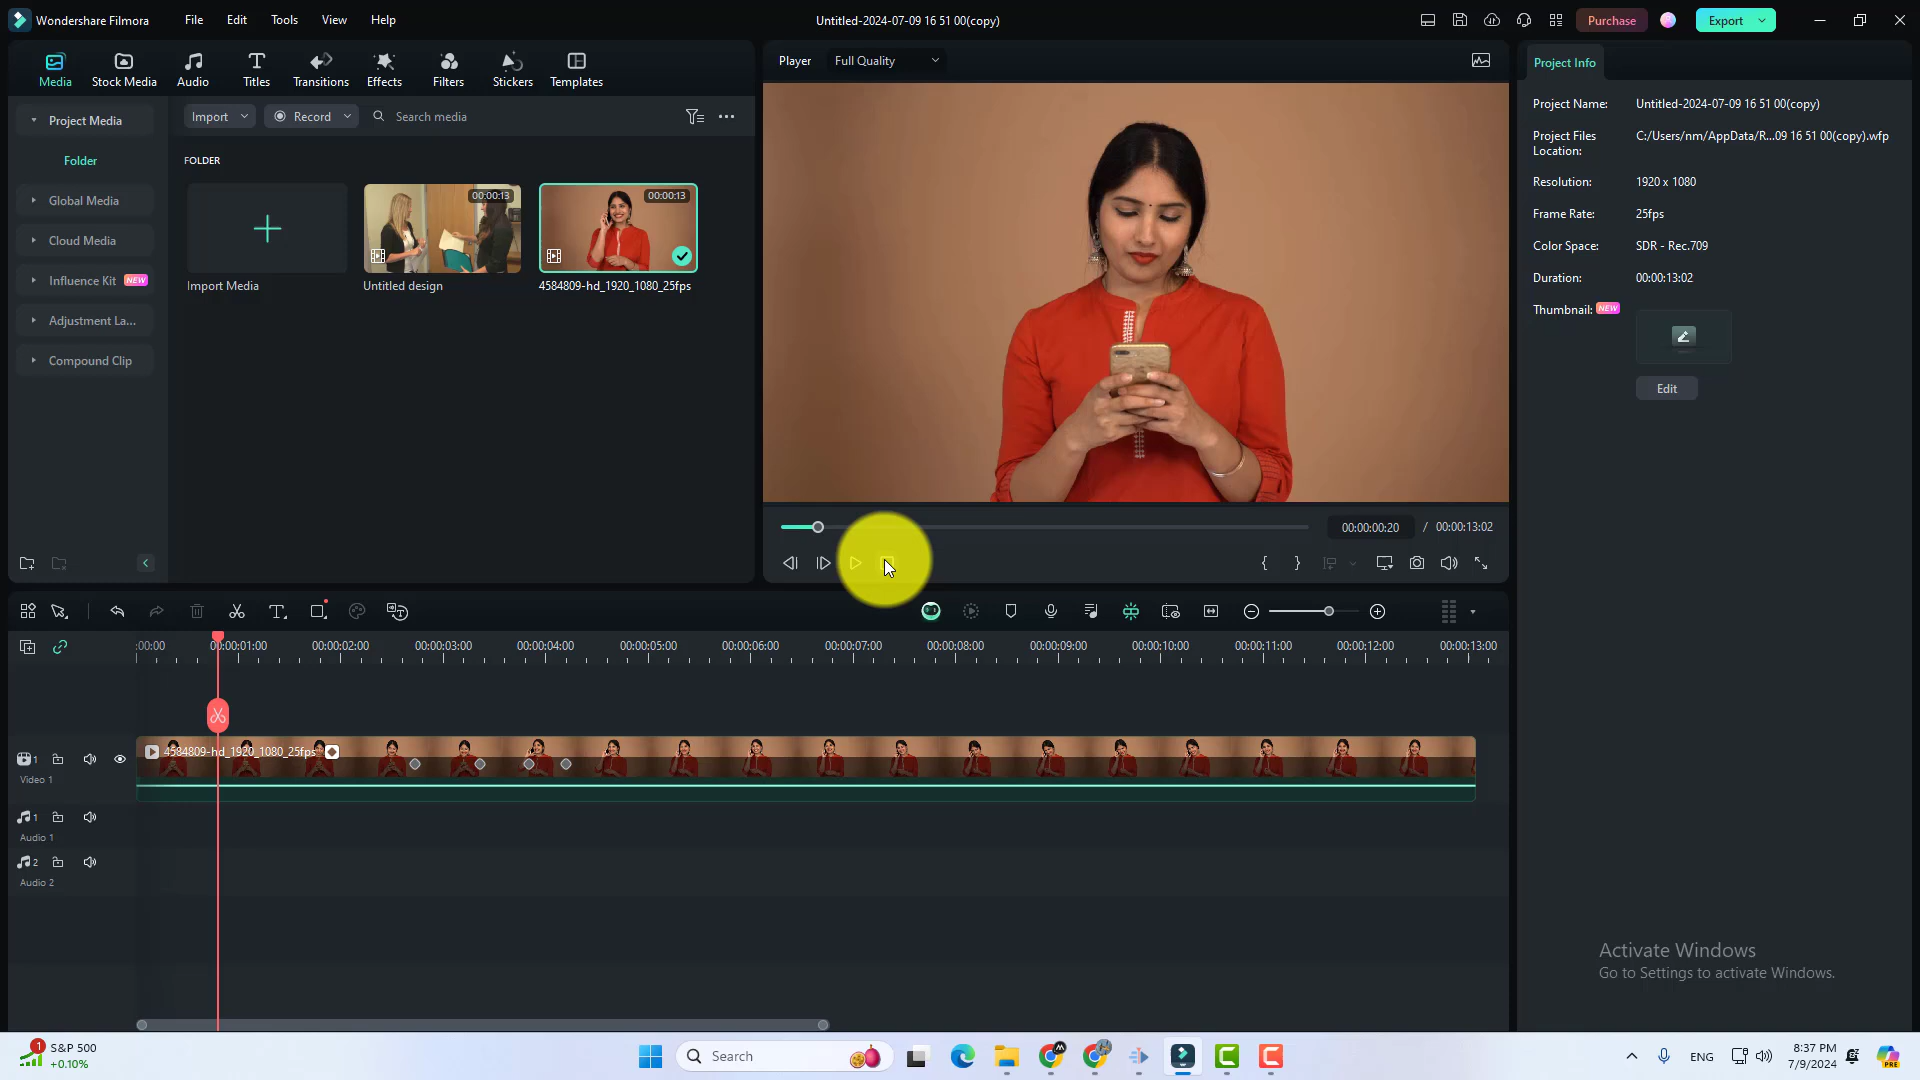 Wondershare Filmora
File
Edit
Tools
View
Help
Untitled-2024-07-09 16 51 00(copy)
Purchase
Export
Media
Stock Media
Audio
Titles
Transitions
Effects
Filters
Stickers
Templates
Player
Full Quality
Project Info
Project Media
Folder
Global Media
Cloud Media
Influence Kit NEW
Adjustment La...
Compound Clip
Import
Record
Search media
FOLDER
00:00:13
00:00:13
Import Media
Untitled design
4584809-hd_1920_1080_25fps
Project Name: Untitled-2024-07-09 16 51 00(copy)
Project Files C:/Users/nm/AppData/R...09 16 51 00(copy).wfp
Location:
Resolution: 1920 x 1080
Frame Rate: 25fps
Color Space: SDR - Rec.709
Duration: 00:00:13:02
Thumbnail: NEW
Edit
00:00:00:20 / 00:00:13:02
:00:00 00:00:01:00 00:00:02:00 00:00:03:00 00:00:04:00 00:00:05:00 00:00:06:00 00:00:07:00 00:00:08:00 00:00:09:00 00:00:10:00 00:00:11:00 00:00:12:00 00:00:13:00
4584809-hd_1920_1080_25fps
1
Video 1
1
Audio 1
2
Audio 2
Activate Windows
Go to Settings to activate Windows.
1
S&P 500
+0.10%
Search
ENG
8:37 PM
7/9/2024
PRE